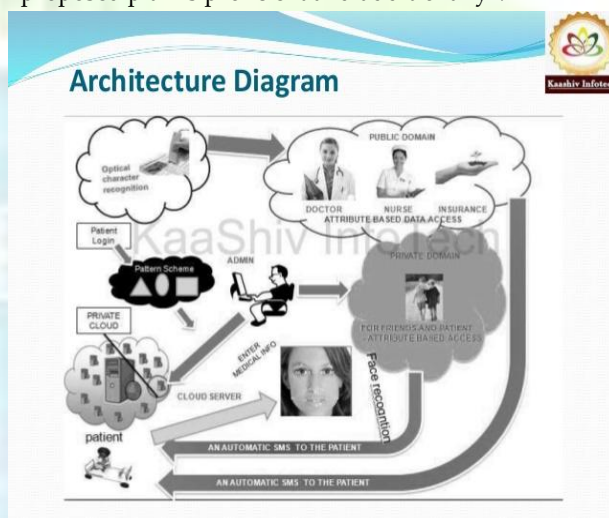 Architecture Diagram
Kaashiv Infotech
Optical
character
recognition
PUBLIC DOMAIN
DOCTOR NURSE INSURANCE
ATTRIBUTE BASED DATA ACCESS
Patient
Login
KaaShiv InfoTech
Pattern Scheme
ADMIN
PRIVATE DOMAIN
PRIVATE
CLOUD
FOR FRIENDS AND PATIENT
- ATTRIBUTE BASED ACCESS
ENTER
MEDICAL INFO
CLOUD SERVER
Face recogntion
patient
AN AUTOMATIC SMS TO THE PATIENT
AN AUTOMATIC SMS TO THE PATIENT